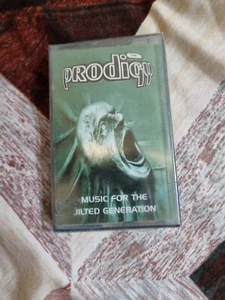 prodigy
MUSIC FOR THE
JILTED GENERATION